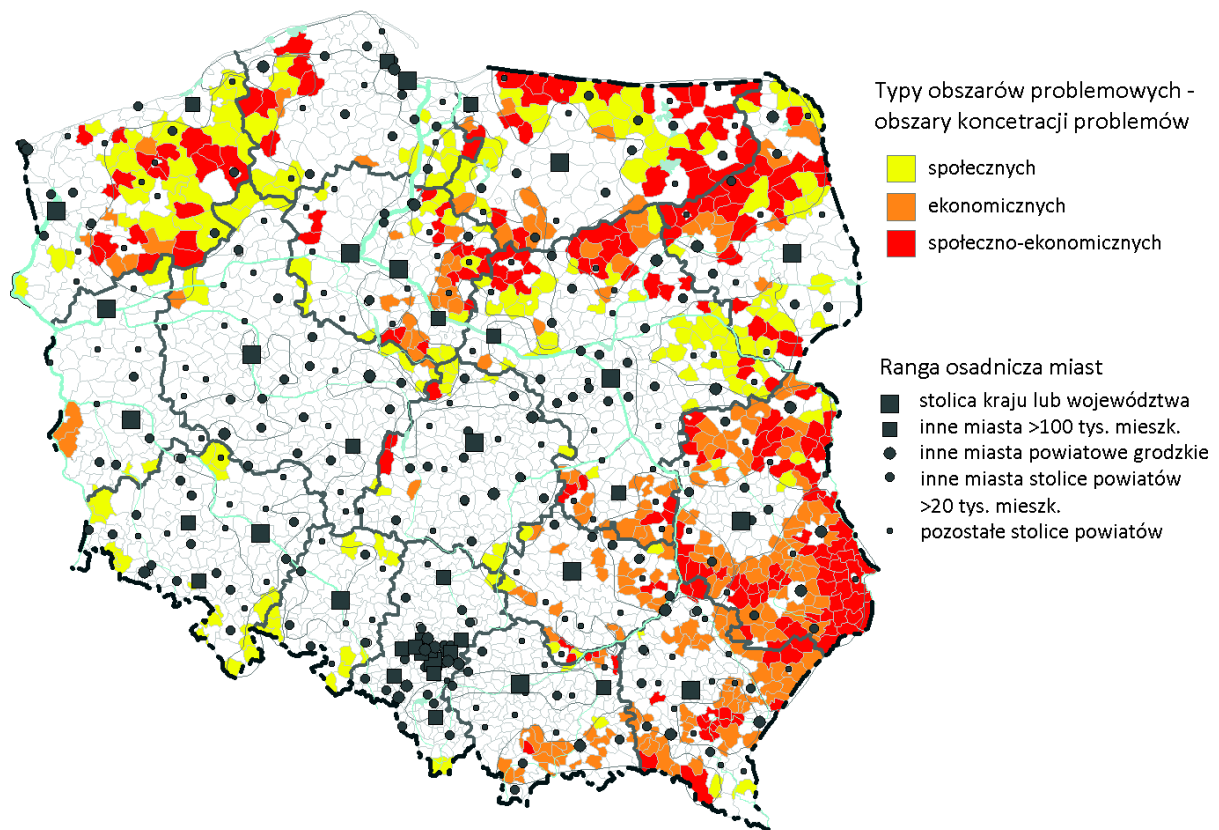 Typy obszarów problemowych -
obszary koncetracji problemów
społecznych
ekonomicznych
społeczno-ekonomicznych
Ranga osadnicza miast
stolica kraju lub województwa
inne miasta >100 tys. mieszk.
inne miasta powiatowe grodzkie
inne miasta stolice powiatów
>20 tys. mieszk.
pozostałe stolice powiatów